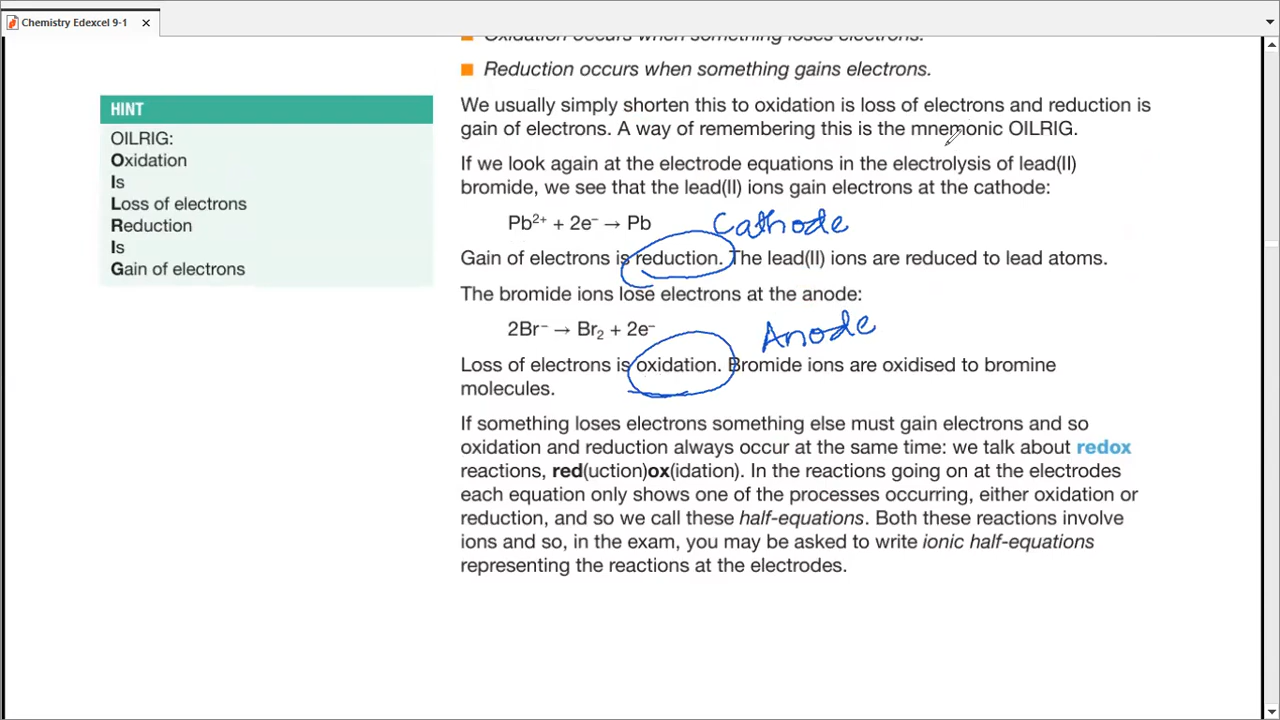 Chemistry Edexcel 9-1
Oxidation occurs when something loses electrons.
Reduction occurs when something gains electrons.
HINT
OILRIG:
Oxidation
Is
Loss of electrons
Reduction
Is
Gain of electrons
We usually simply shorten this to oxidation is loss of electrons and reduction is
gain of electrons. A way of remembering this is the mnemonic OILRIG.
If we look again at the electrode equations in the electrolysis of lead(II)
bromide, we see that the lead(II) ions gain electrons at the cathode:
Pb²⁺ + 2e⁻ → Pb Cathode
Gain of electrons is reduction. The lead(II) ions are reduced to lead atoms.
The bromide ions lose electrons at the anode:
2Br⁻ → Br₂ + 2e⁻ Anode
Loss of electrons is oxidation. Bromide ions are oxidised to bromine
molecules.
If something loses electrons something else must gain electrons and so
oxidation and reduction always occur at the same time: we talk about redox
reactions, red(uction)ox(idation). In the reactions going on at the electrodes
each equation only shows one of the processes occurring, either oxidation or
reduction, and so we call these half-equations. Both these reactions involve
ions and so, in the exam, you may be asked to write ionic half-equations
representing the reactions at the electrodes.